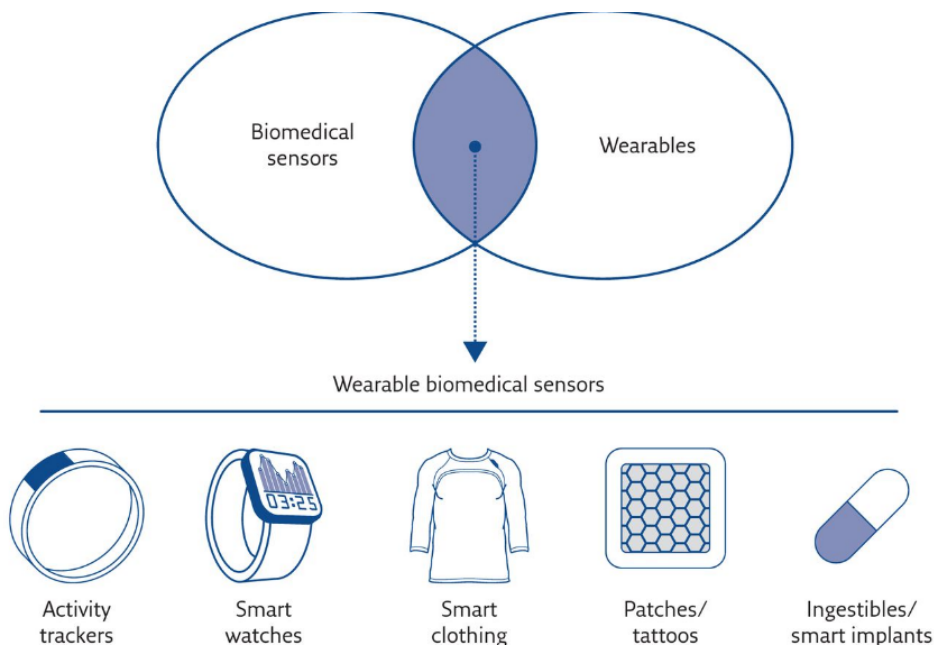 Biomedical
sensors
Wearables
Wearable biomedical sensors
03:25
Activity
trackers
Smart
watches
Smart
clothing
Patches/
tattoos
Ingestibles/
smart implants